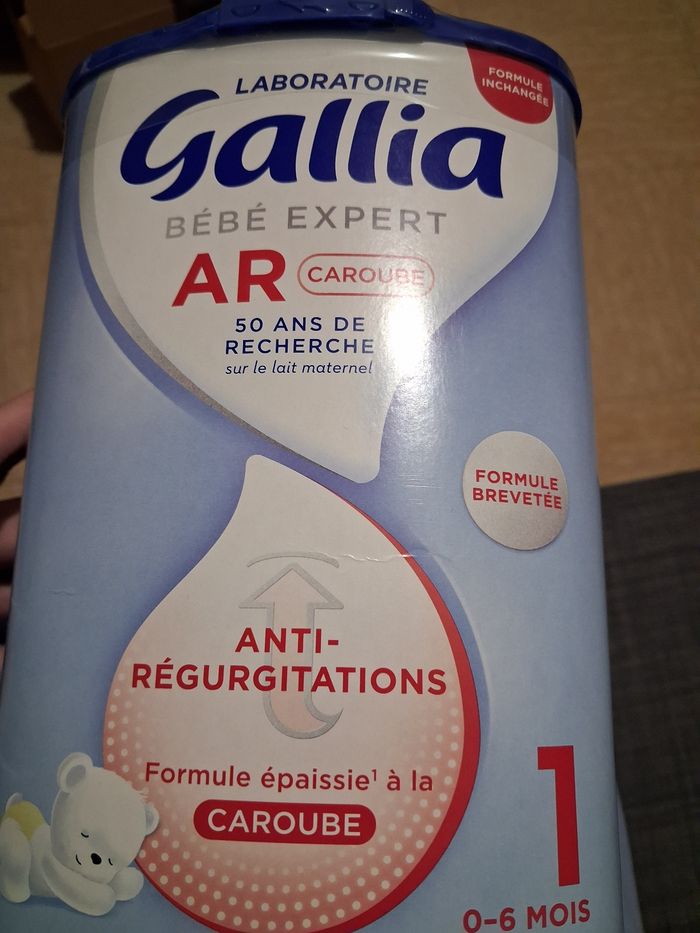 LABORATOIRE
Gallia
FORMULE
INCHANGÉE
BÉBÉ EXPERT
AR CAROUBE
50 ANS DE
RECHERCHE
sur le lait maternel
FORMULE
BREVETÉE
ANTI-
RÉGURGITATIONS
Formule épaissie¹ à la
CAROUBE
1
0-6 MOIS